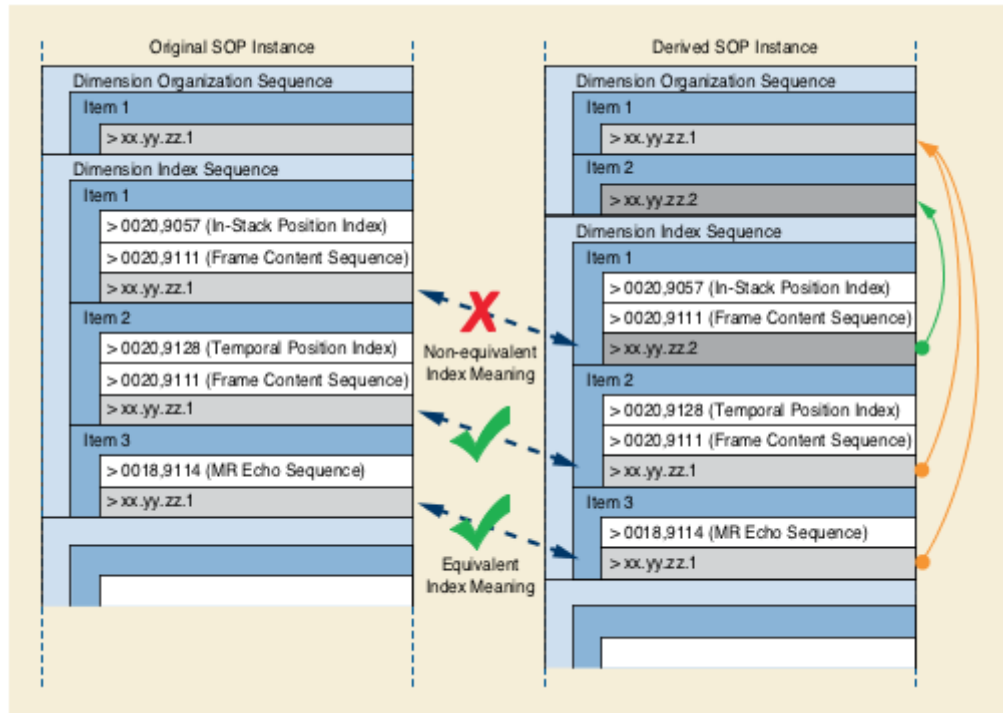 Original SOP Instance
Dimension Organization Sequence
Item 1
> xx.yy.zz.1
Dimension Index Sequence
Item 1
> 0020,9057 (In-Stack Position Index)
> 0020,9111 (Frame Content Sequence)
> xx.yy.zz.1
Item 2
> 0020,9128 (Temporal Position Index)
> 0020,9111 (Frame Content Sequence)
> xx.yy.zz.1
Item 3
> 0018,9114 (MR Echo Sequence)
> xx.yy.zz.1
X
Non-equivalent
Index Meaning
Equivalent
Index Meaning
Derived SOP Instance
Dimension Organization Sequence
Item 1
> xx.yy.zz.1
Item 2
> xx.yy.zz.2
Dimension Index Sequence
Item 1
> 0020,9057 (In-Stack Position Index)
> 0020,9111 (Frame Content Sequence)
> xx.yy.zz.2
Item 2
> 0020,9128 (Temporal Position Index)
> 0020,9111 (Frame Content Sequence)
> xx.yy.zz.1
Item 3
> 0018,9114 (MR Echo Sequence)
> xx.yy.zz.1